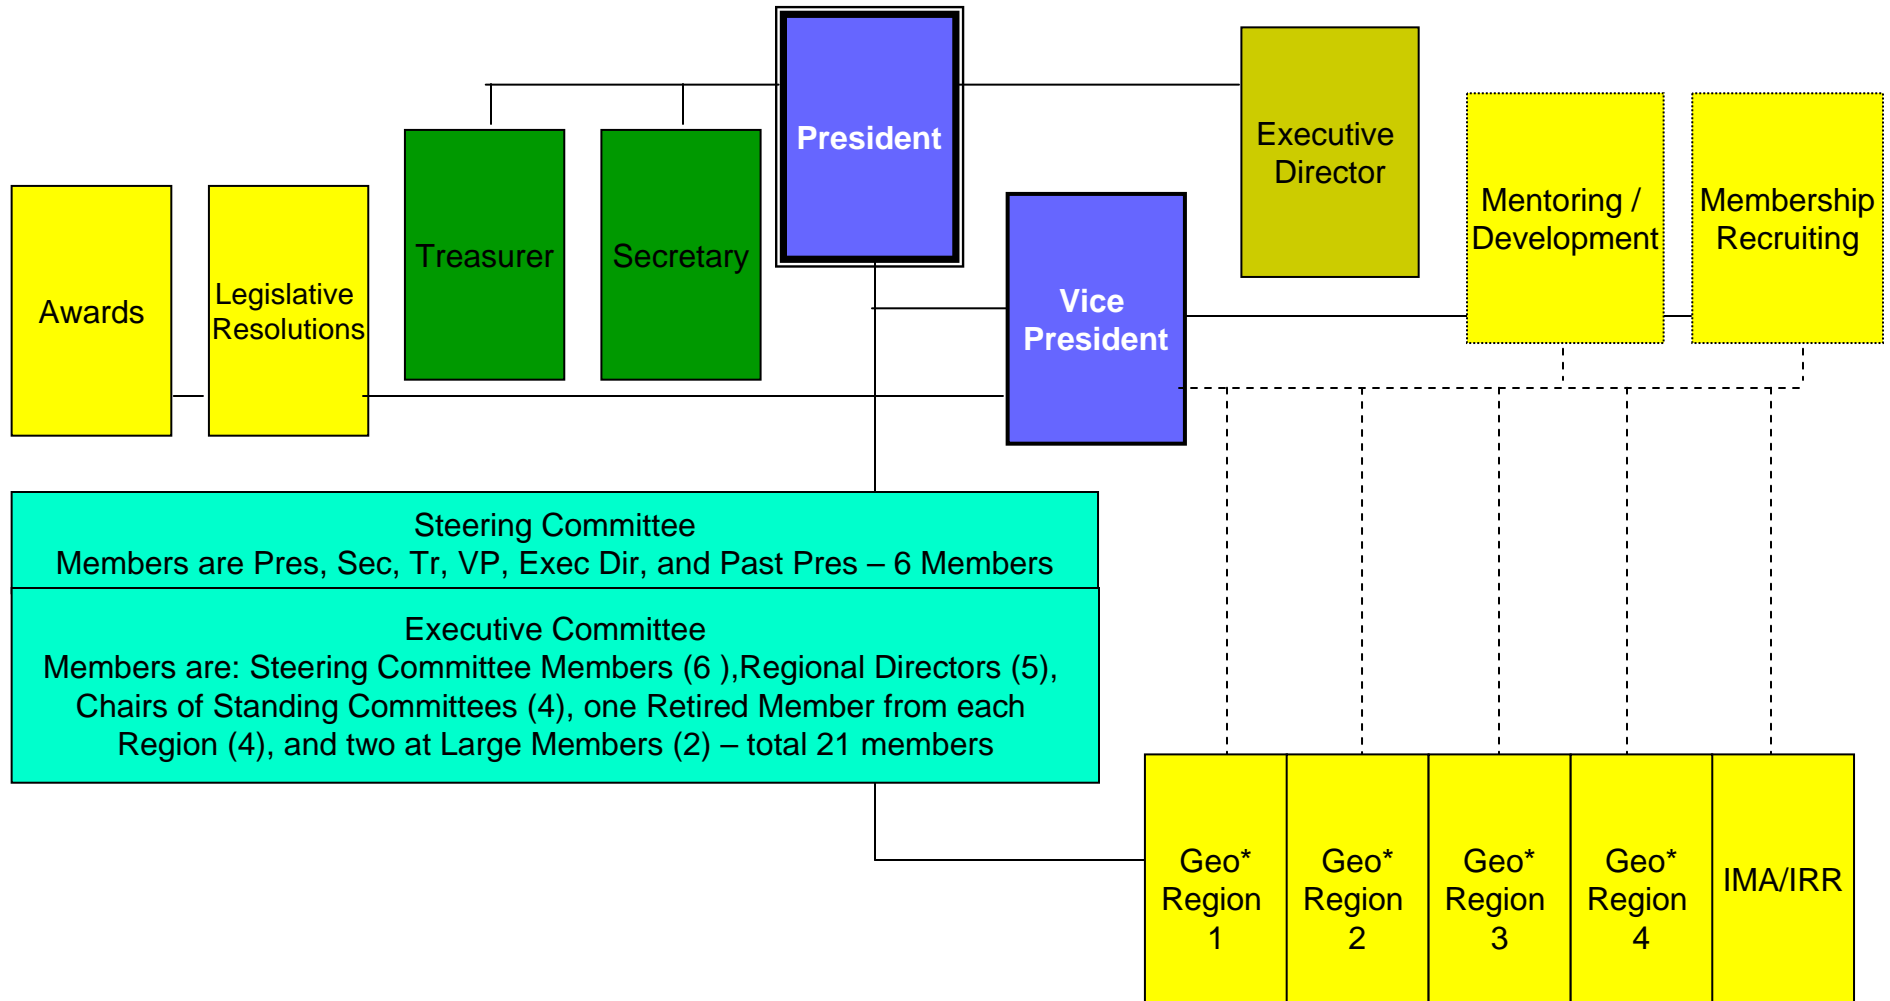 President
Executive
Director
Mentoring /
Development
Membership
Recruiting
Treasurer
Secretary
Awards
Legislative
Resolutions
Vice
President
Steering Committee
Members are Pres, Sec, Tr, VP, Exec Dir, and Past Pres – 6 Members
Executive Committee
Members are: Steering Committee Members (6 ),Regional Directors (5),
Chairs of Standing Committees (4), one Retired Member from each
Region (4), and two at Large Members (2) – total 21 members
Geo*
Region
1
Geo*
Region
2
Geo*
Region
3
Geo*
Region
4
IMA/IRR